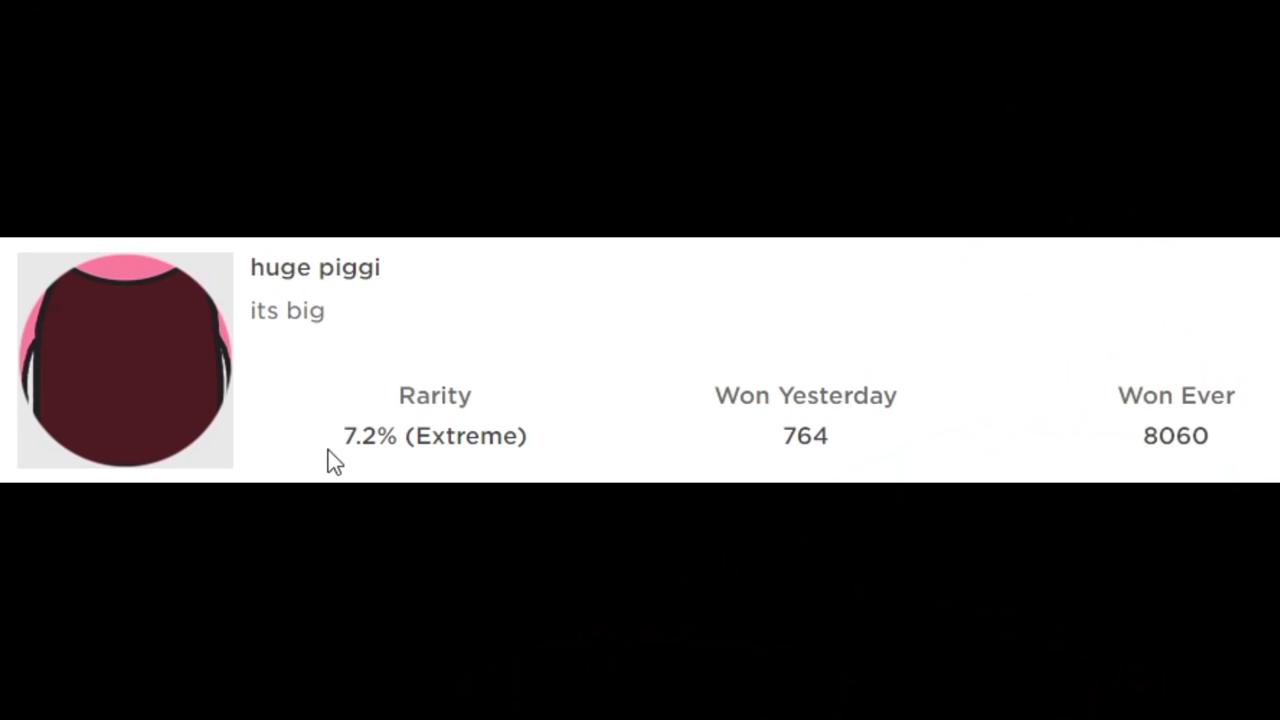 huge piggi
its big
Rarity Won Yesterday Won Ever
7.2% (Extreme) 764 8060